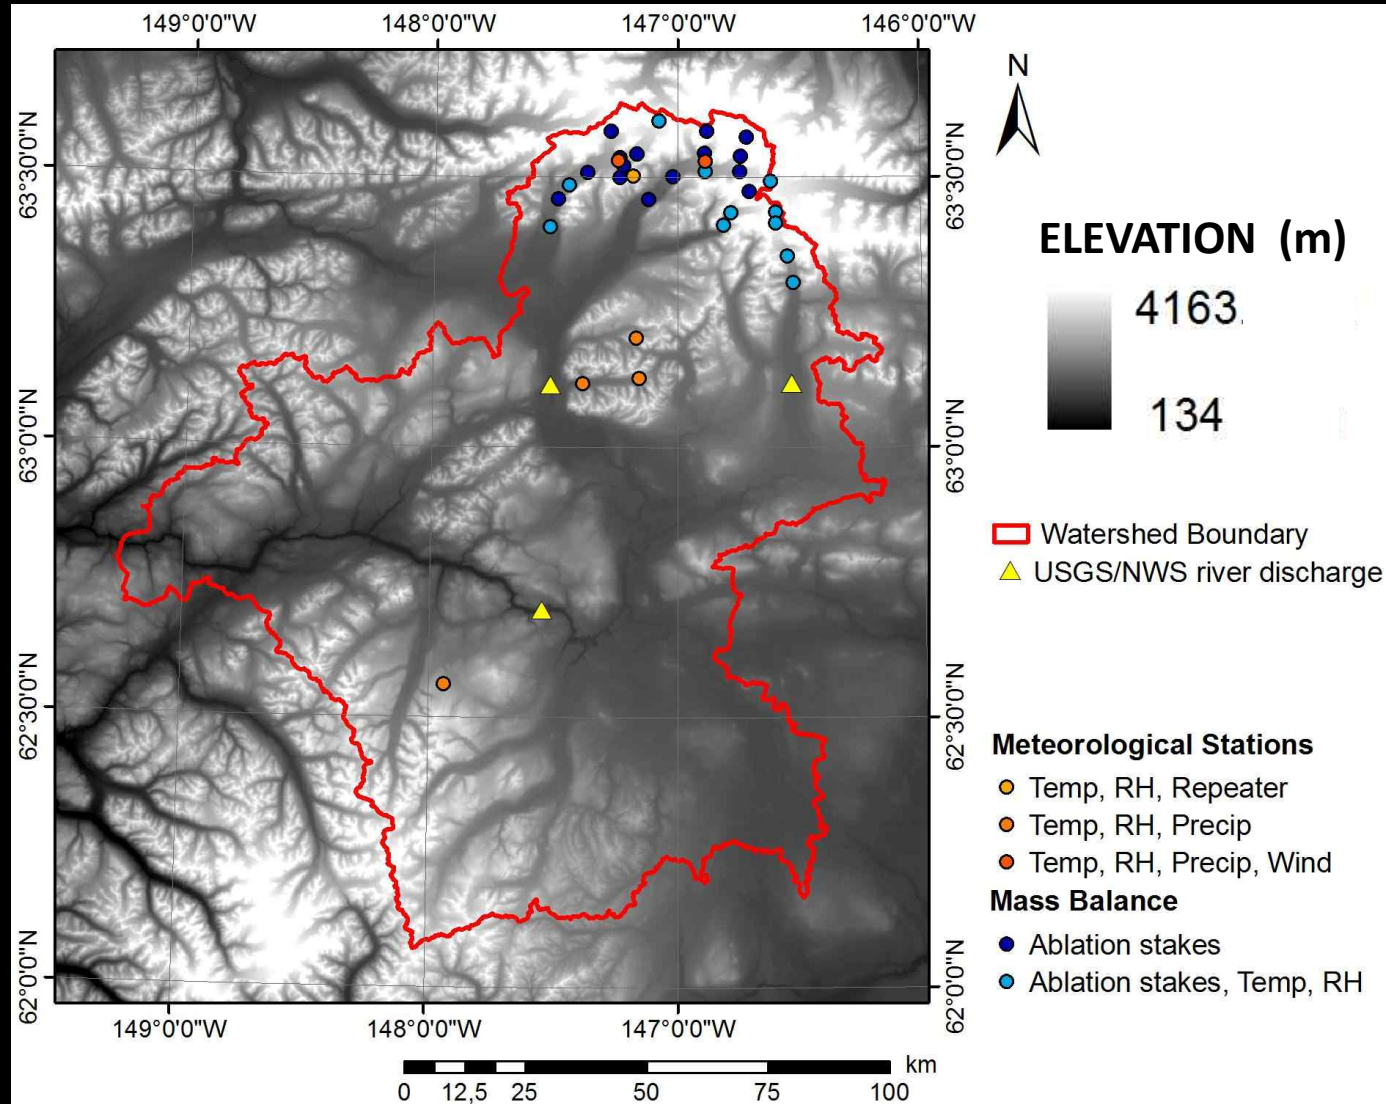 149°0'0"W 148°0'0"W 147°0'0"W 146°0'0"W
N
63°30'0"N
63°30'0"N
ELEVATION (m)
4163
134
63°0'0"N
63°0'0"N
Watershed Boundary
USGS/NWS river discharge
62°30'0"N
62°30'0"N
Meteorological Stations
Temp, RH, Repeater
Temp, RH, Precip
Temp, RH, Precip, Wind
Mass Balance
Ablation stakes
Ablation stakes, Temp, RH
62°0'0"N
62°0'0"N
149°0'0"W 148°0'0"W 147°0'0"W
km
0 12,5 25 50 75 100